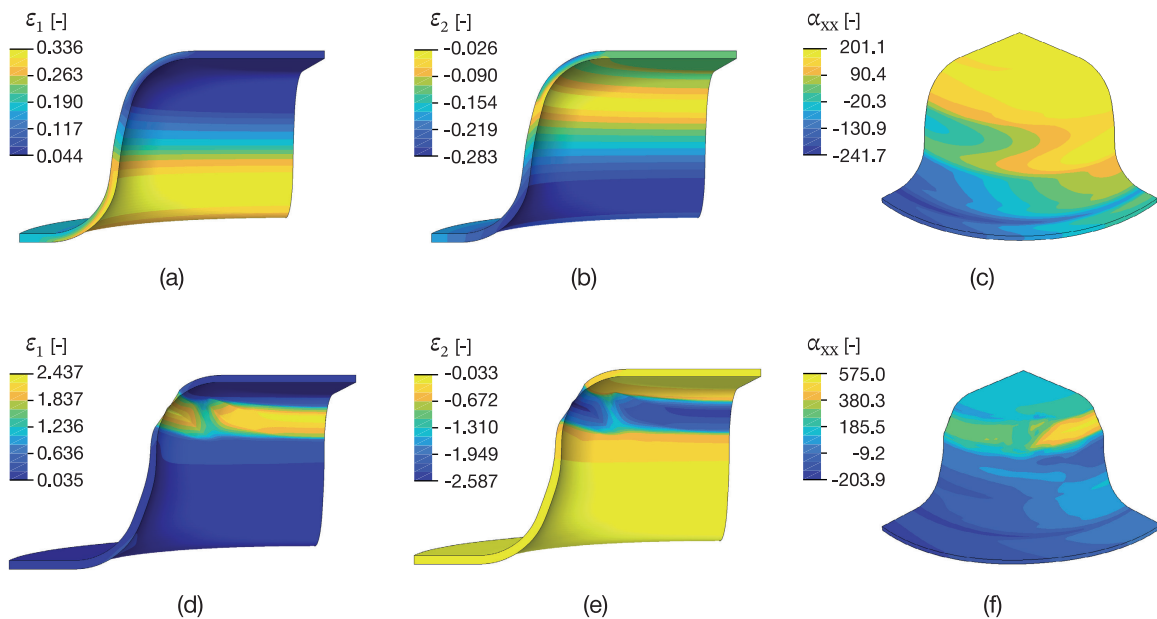 ε₁ [-]
0.336
0.263
0.190
0.117
0.044
(a)
ε₂ [-]
-0.026
-0.090
-0.154
-0.219
-0.283
(b)
αxx [-]
201.1
90.4
-20.3
-130.9
-241.7
(c)
ε₁ [-]
2.437
1.837
1.236
0.636
0.035
(d)
ε₂ [-]
-0.033
-0.672
-1.310
-1.949
-2.587
(e)
αxx [-]
575.0
380.3
185.5
-9.2
-203.9
(f)